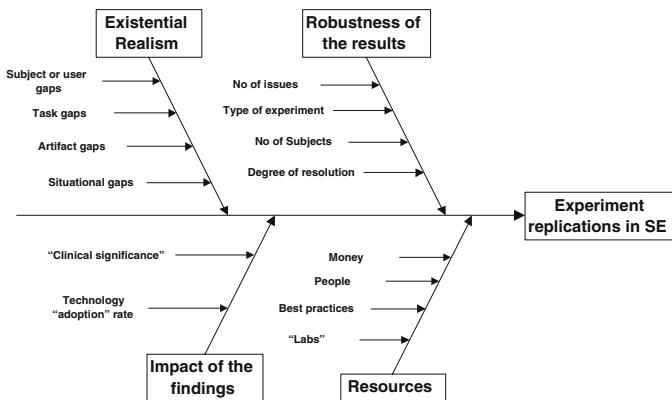 Existential
Realism
Robustness of
the results
Subject or user
gaps
Task gaps
Artifact gaps
Situational gaps
No of issues
Type of experiment
No of Subjects
Degree of resolution
Experiment
replications in SE
“Clinical significance”
Technology
“adoption” rate
Money
People
Best practices
“Labs”
Impact of the
findings
Resources